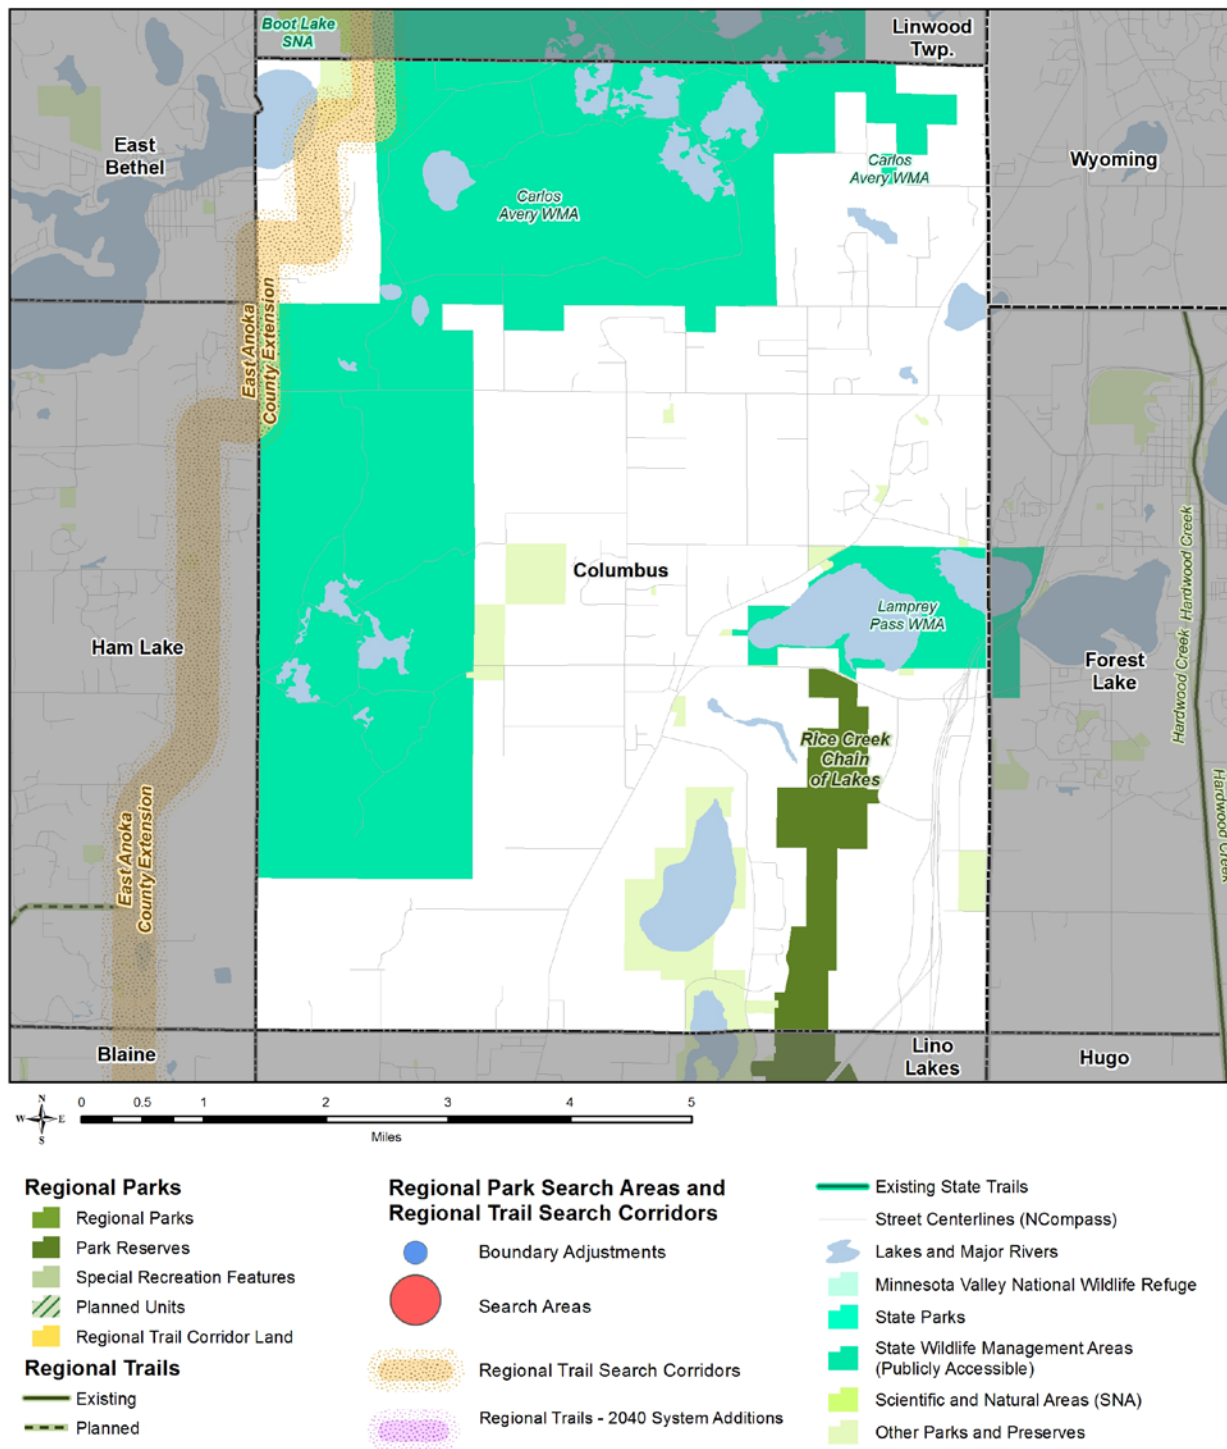 Boot Lake
SNA
Linwood
Twp.
East
Bethel
Wyoming
Carlos
Avery WMA
Carlos
Avery WMA
East Anoka
County Extension
Columbus
Lamprey
Pass WMA
Ham Lake
Forest
Lake
Hardwood Creek
Hardwood Creek
Hardwood Creek
Rice Creek
Chain
of Lakes
East Anoka
County Extension
Blaine
Lino
Lakes
Hugo
N
W E
S
0 0.5 1 2 3 4 5
Miles
Regional Parks
Regional Parks
Park Reserves
Special Recreation Features
Planned Units
Regional Trail Corridor Land
Regional Trails
Existing
Planned
Regional Park Search Areas and
Regional Trail Search Corridors
Boundary Adjustments
Search Areas
Regional Trail Search Corridors
Regional Trails - 2040 System Additions
Existing State Trails
Street Centerlines (NCompass)
Lakes and Major Rivers
Minnesota Valley National Wildlife Refuge
State Parks
State Wildlife Management Areas
(Publicly Accessible)
Scientific and Natural Areas (SNA)
Other Parks and Preserves